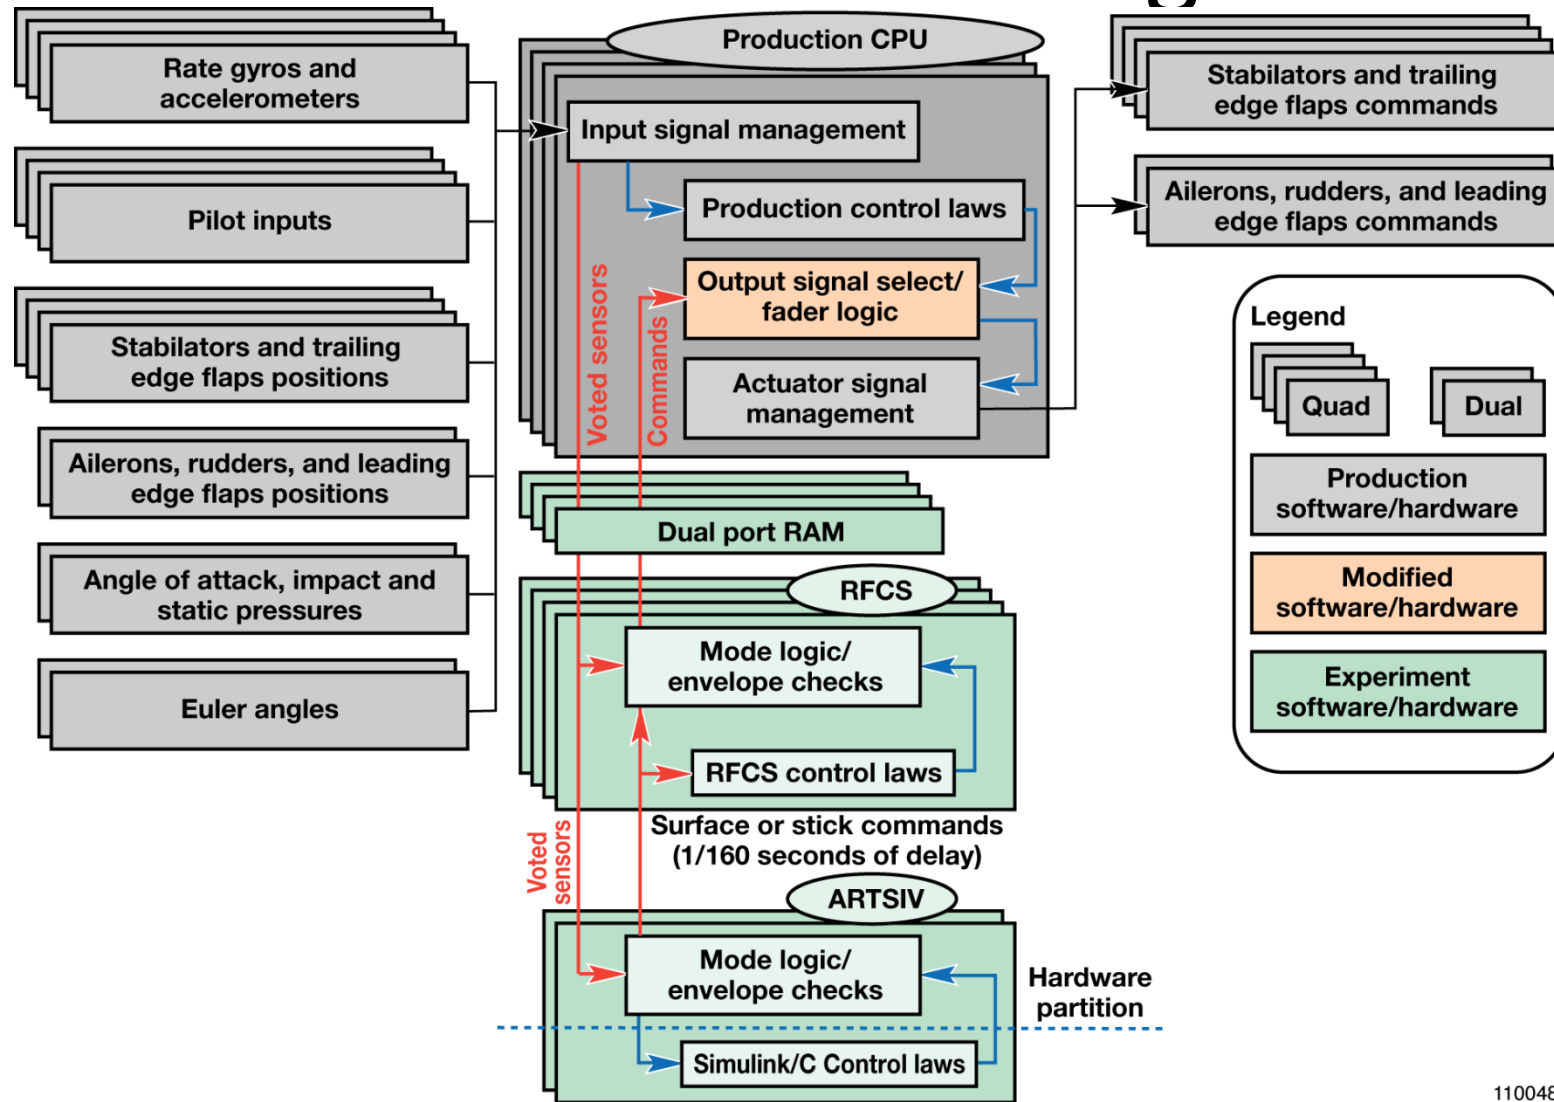 Rate gyros and
accelerometers
Pilot inputs
Stabilators and trailing
edge flaps positions
Ailerons, rudders, and leading
edge flaps positions
Angle of attack, impact and
static pressures
Euler angles
Production CPU
Input signal management
Production control laws
Output signal select/
fader logic
Actuator signal
management
Voted sensors
Commands
Dual port RAM
RFCS
Mode logic/
envelope checks
RFCS control laws
Surface or stick commands
(1/160 seconds of delay)
Voted
sensors
ARTSIV
Mode logic/
envelope checks
Simulink/C Control laws
Hardware
partition
Stabilators and trailing
edge flaps commands
Ailerons, rudders, and leading
edge flaps commands
Legend
Quad
Dual
Production
software/hardware
Modified
software/hardware
Experiment
software/hardware
110048